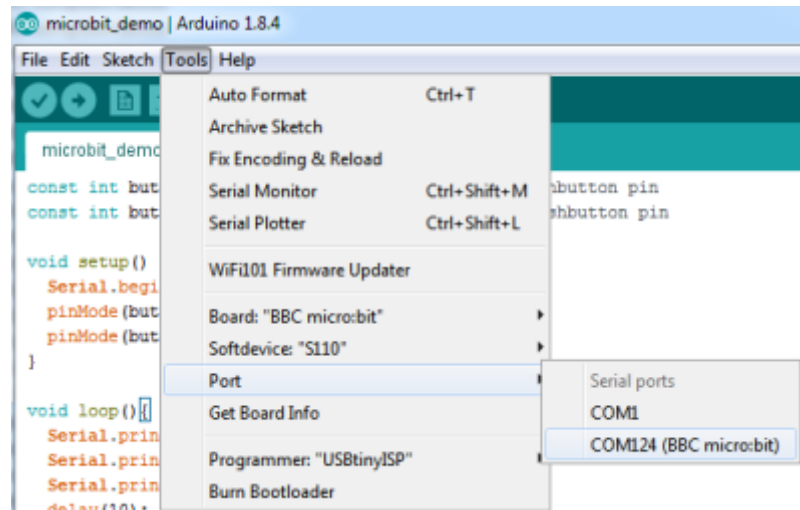 microbit_demo | Arduino 1.8.4
File Edit Sketch Tools Help
microbit_demo
const int but
const int but
void setup()
Serial.begi
pinMode(but
pinMode(but
}
void loop(){
Serial.prin
Serial.prin
Serial.prin
delay(10);
hbutton pin
shbutton pin
Auto Format Ctrl+T
Archive Sketch
Fix Encoding & Reload
Serial Monitor Ctrl+Shift+M
Serial Plotter Ctrl+Shift+L
WiFi101 Firmware Updater
Board: "BBC micro:bit"
Softdevice: "S110"
Port
Get Board Info
Programmer: "USBtinyISP"
Burn Bootloader
Serial ports
COM1
COM124 (BBC micro:bit)